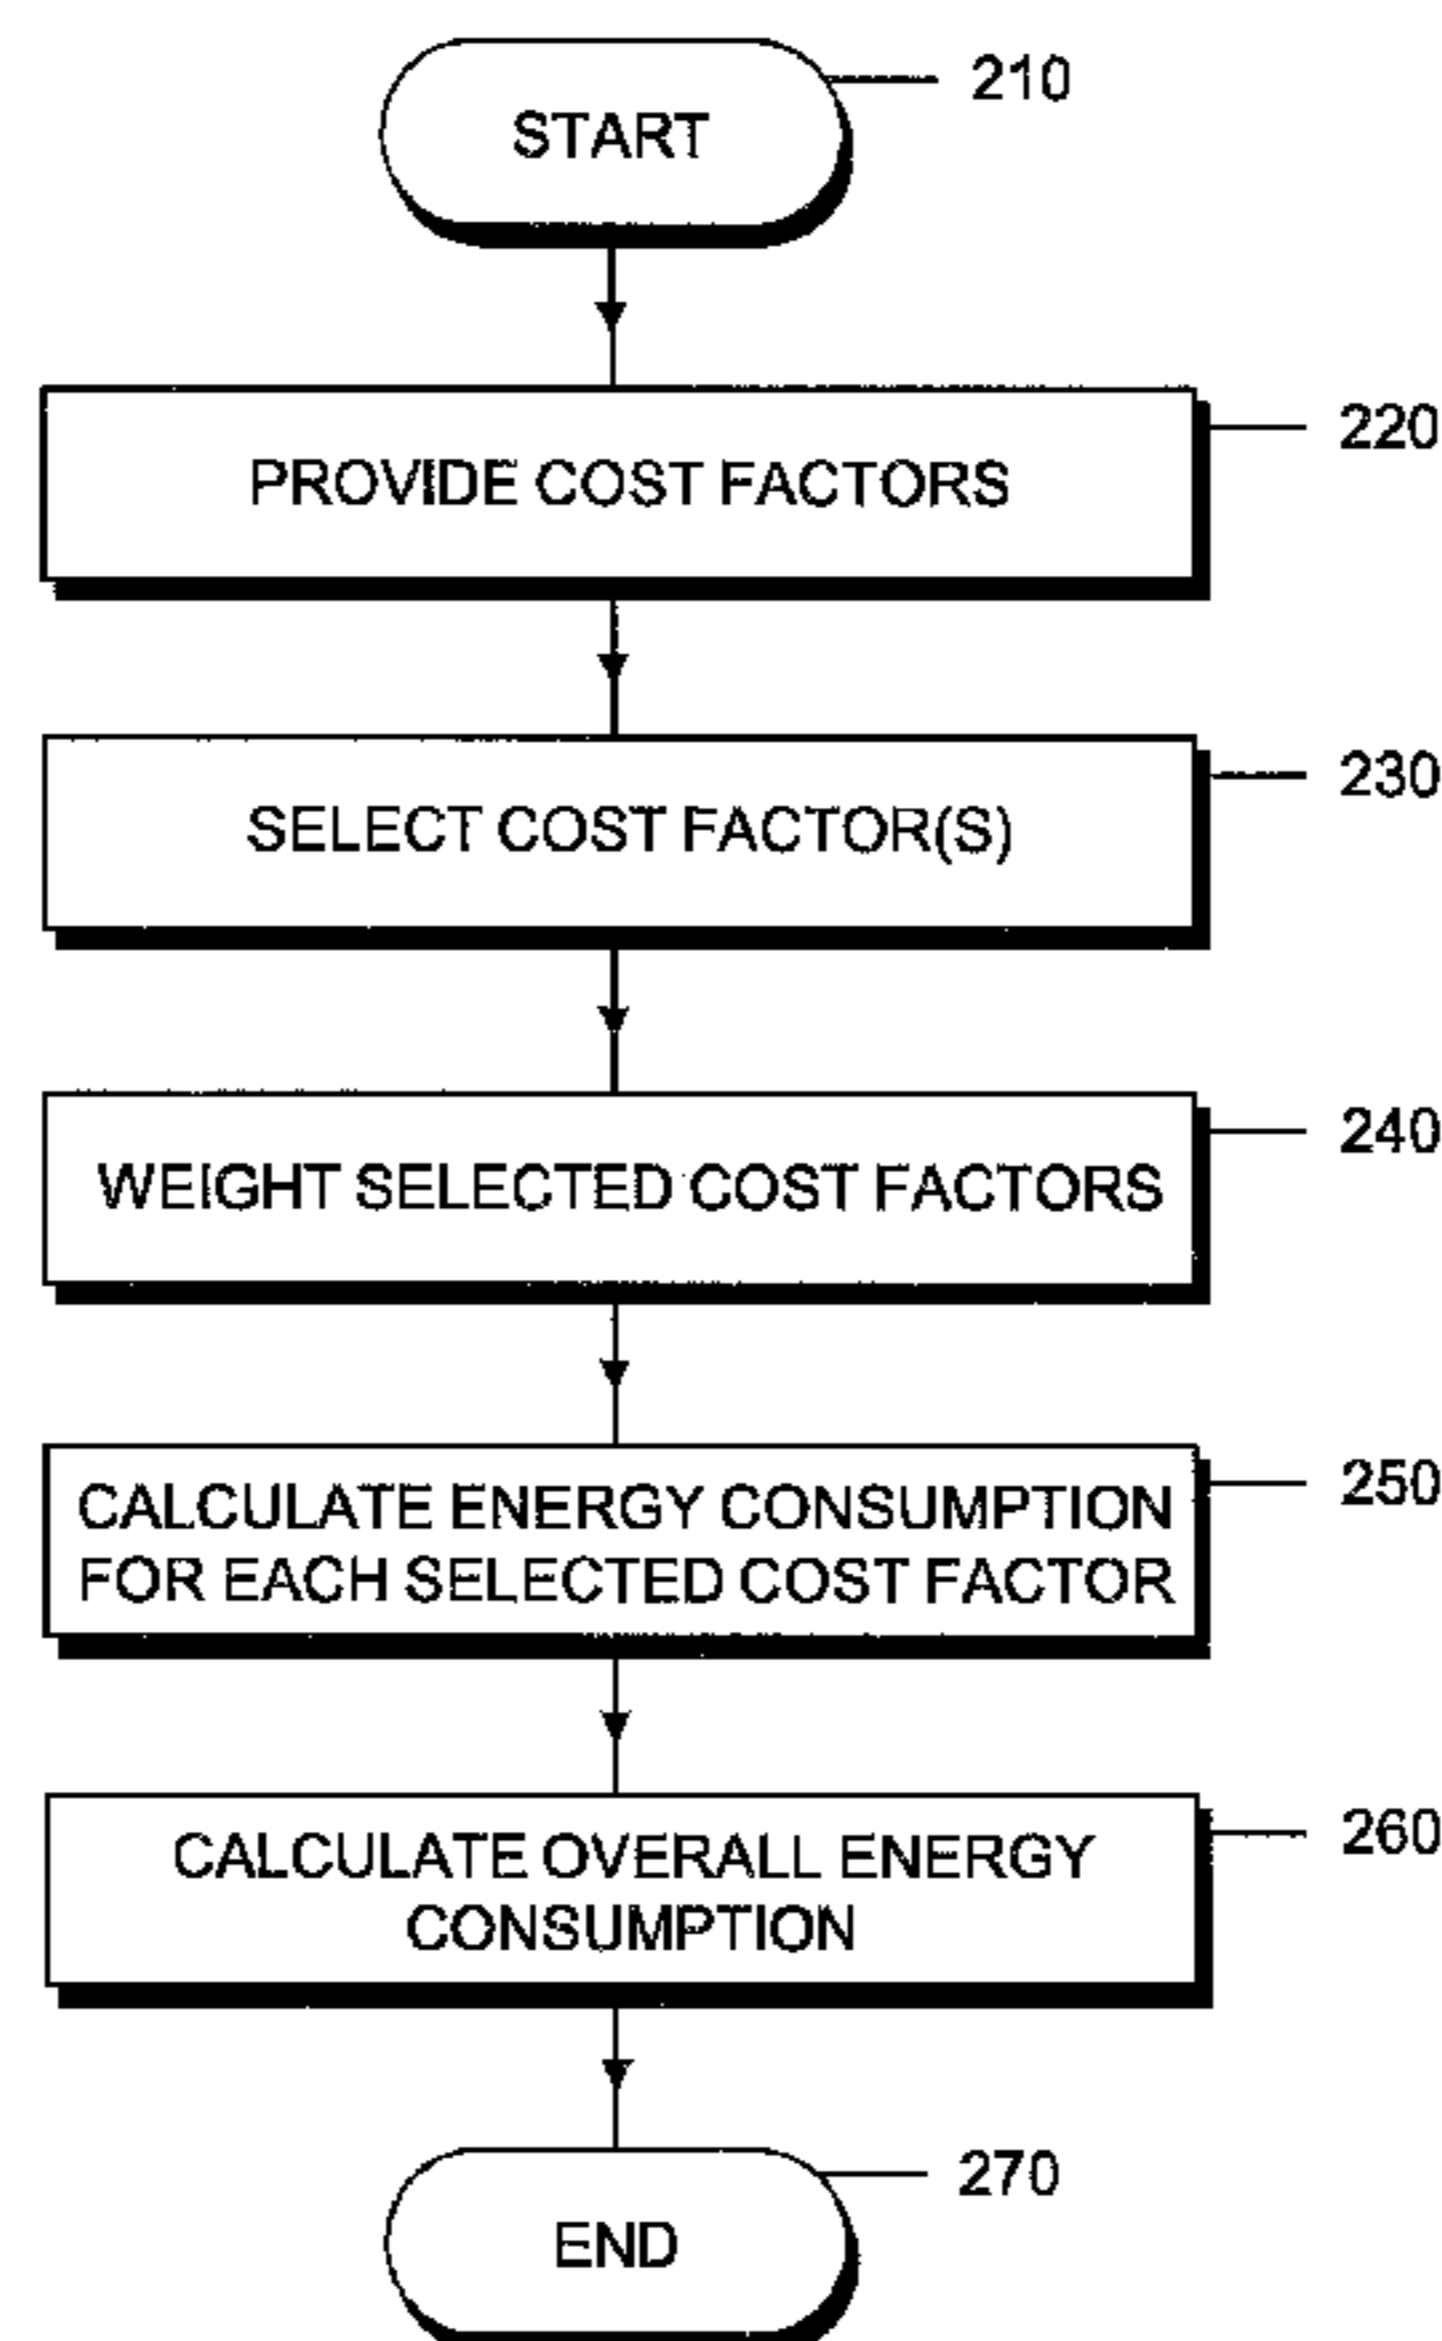 START
210
PROVIDE COST FACTORS
220
SELECT COST FACTOR(S)
230
WEIGHT SELECTED COST FACTORS
240
CALCULATE ENERGY CONSUMPTION
FOR EACH SELECTED COST FACTOR
250
CALCULATE OVERALL ENERGY
CONSUMPTION
260
END
270